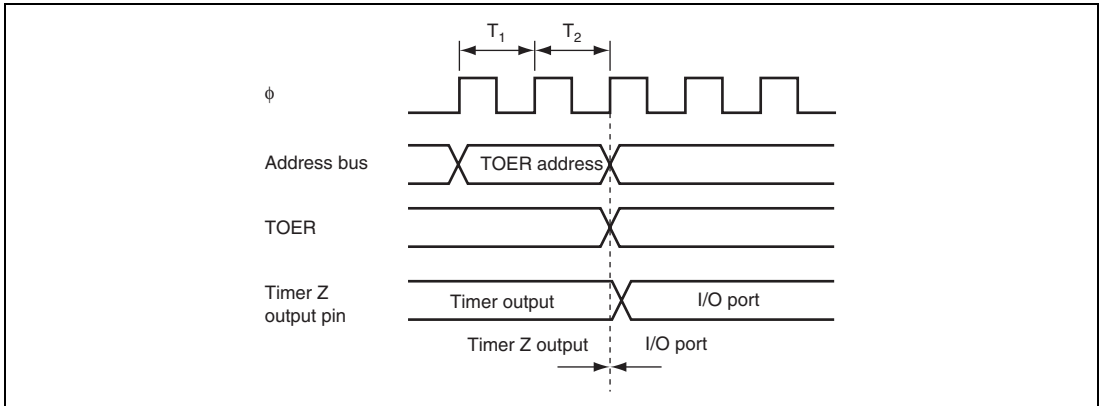 T1 T2
ϕ
Address bus TOER address
TOER
Timer Z
output pin
Timer output I/O port
Timer Z output I/O port